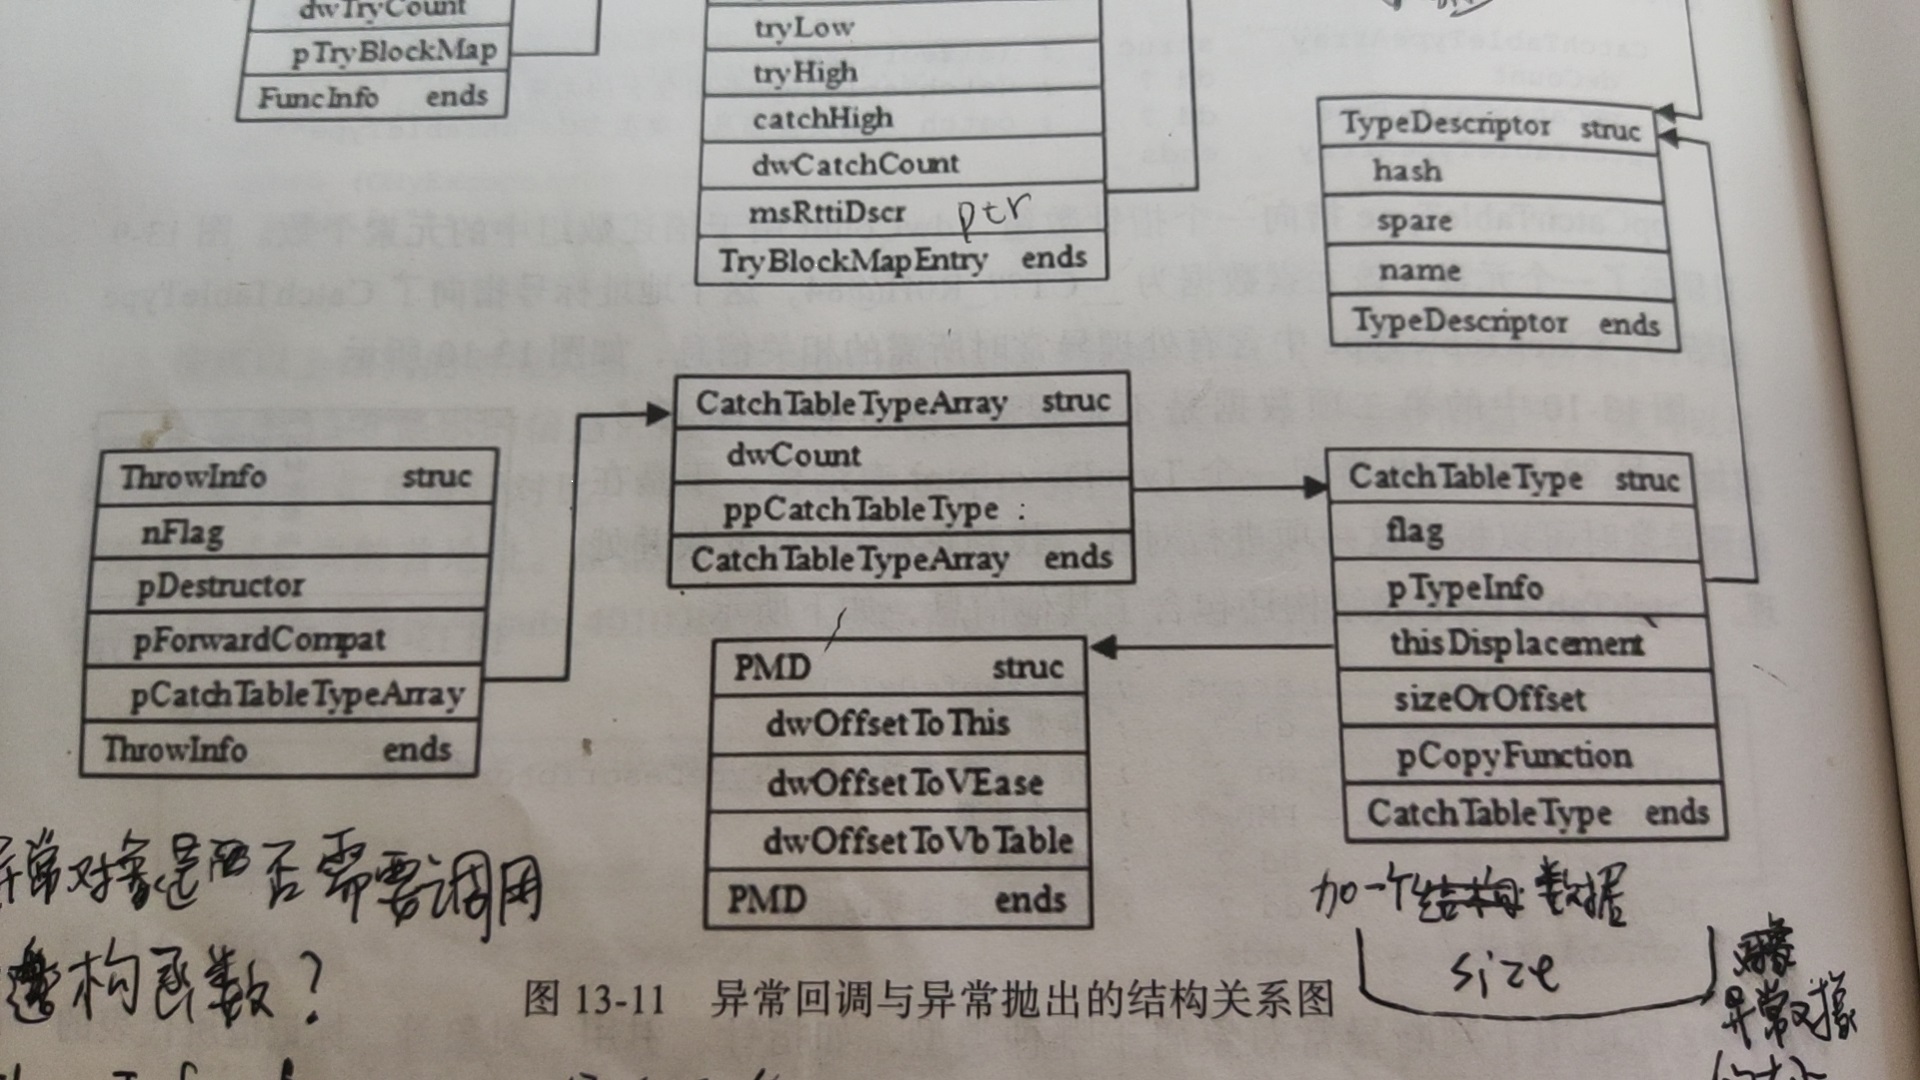 dwTryCount
pTryBlockMap
FuncInfo ends
tryLow
tryHigh
catchHigh
dwCatchCount
msRttiDscr ptr
TryBlockMapEntry ends
TypeDescriptor struc
hash
spare
name
TypeDescriptor ends
ThrowInfo struc
nFlag
pDestructor
pForwardCompat
pCatchTableTypeArray
ThrowInfo ends
CatchTableTypeArray struc
dwCount
ppCatchTableType :
CatchTableTypeArray ends
PMD struc
dwOffsetToThis
dwOffsetToVBase
dwOffsetToVbTable
PMD ends
CatchTableType struc
flag
pTypeInfo
thisDisplacement
sizeOrOffset
pCopyFunction
CatchTableType ends
异常对象是否需要调用
构函数?
加一个结构数据
size
异常对象
图 13-11 异常回调与异常抛出的结构关系图